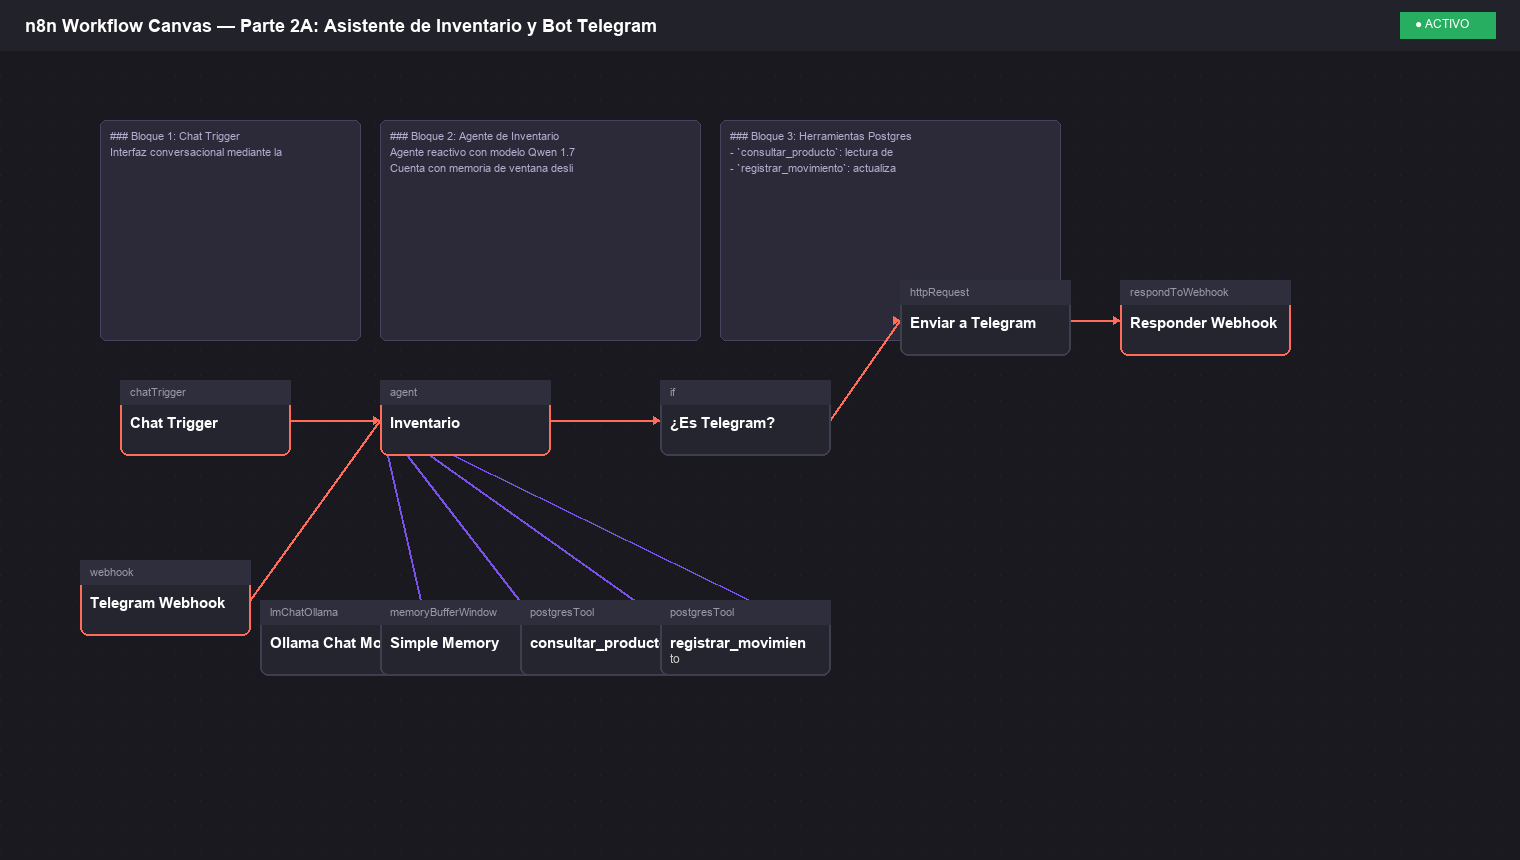 n8n Workflow Canvas — Parte 2A: Asistente de Inventario y Bot Telegram
● ACTIVO
### Bloque 1: Chat Trigger
Interfaz conversacional mediante la
### Bloque 2: Agente de Inventario
Agente reactivo con modelo Qwen 1.7
Cuenta con memoria de ventana desli
### Bloque 3: Herramientas Postgres
- `consultar_producto`: lectura de
- `registrar_movimiento`: actualiza
httpRequest
Enviar a Telegram
respondToWebhook
Responder Webhook
chatTrigger
Chat Trigger
agent
Inventario
if
¿Es Telegram?
webhook
Telegram Webhook
lmChatOllama
Ollama Chat Mo
memoryBufferWindow
Simple Memory
postgresTool
consultar_product
postgresTool
registrar_movimien
to